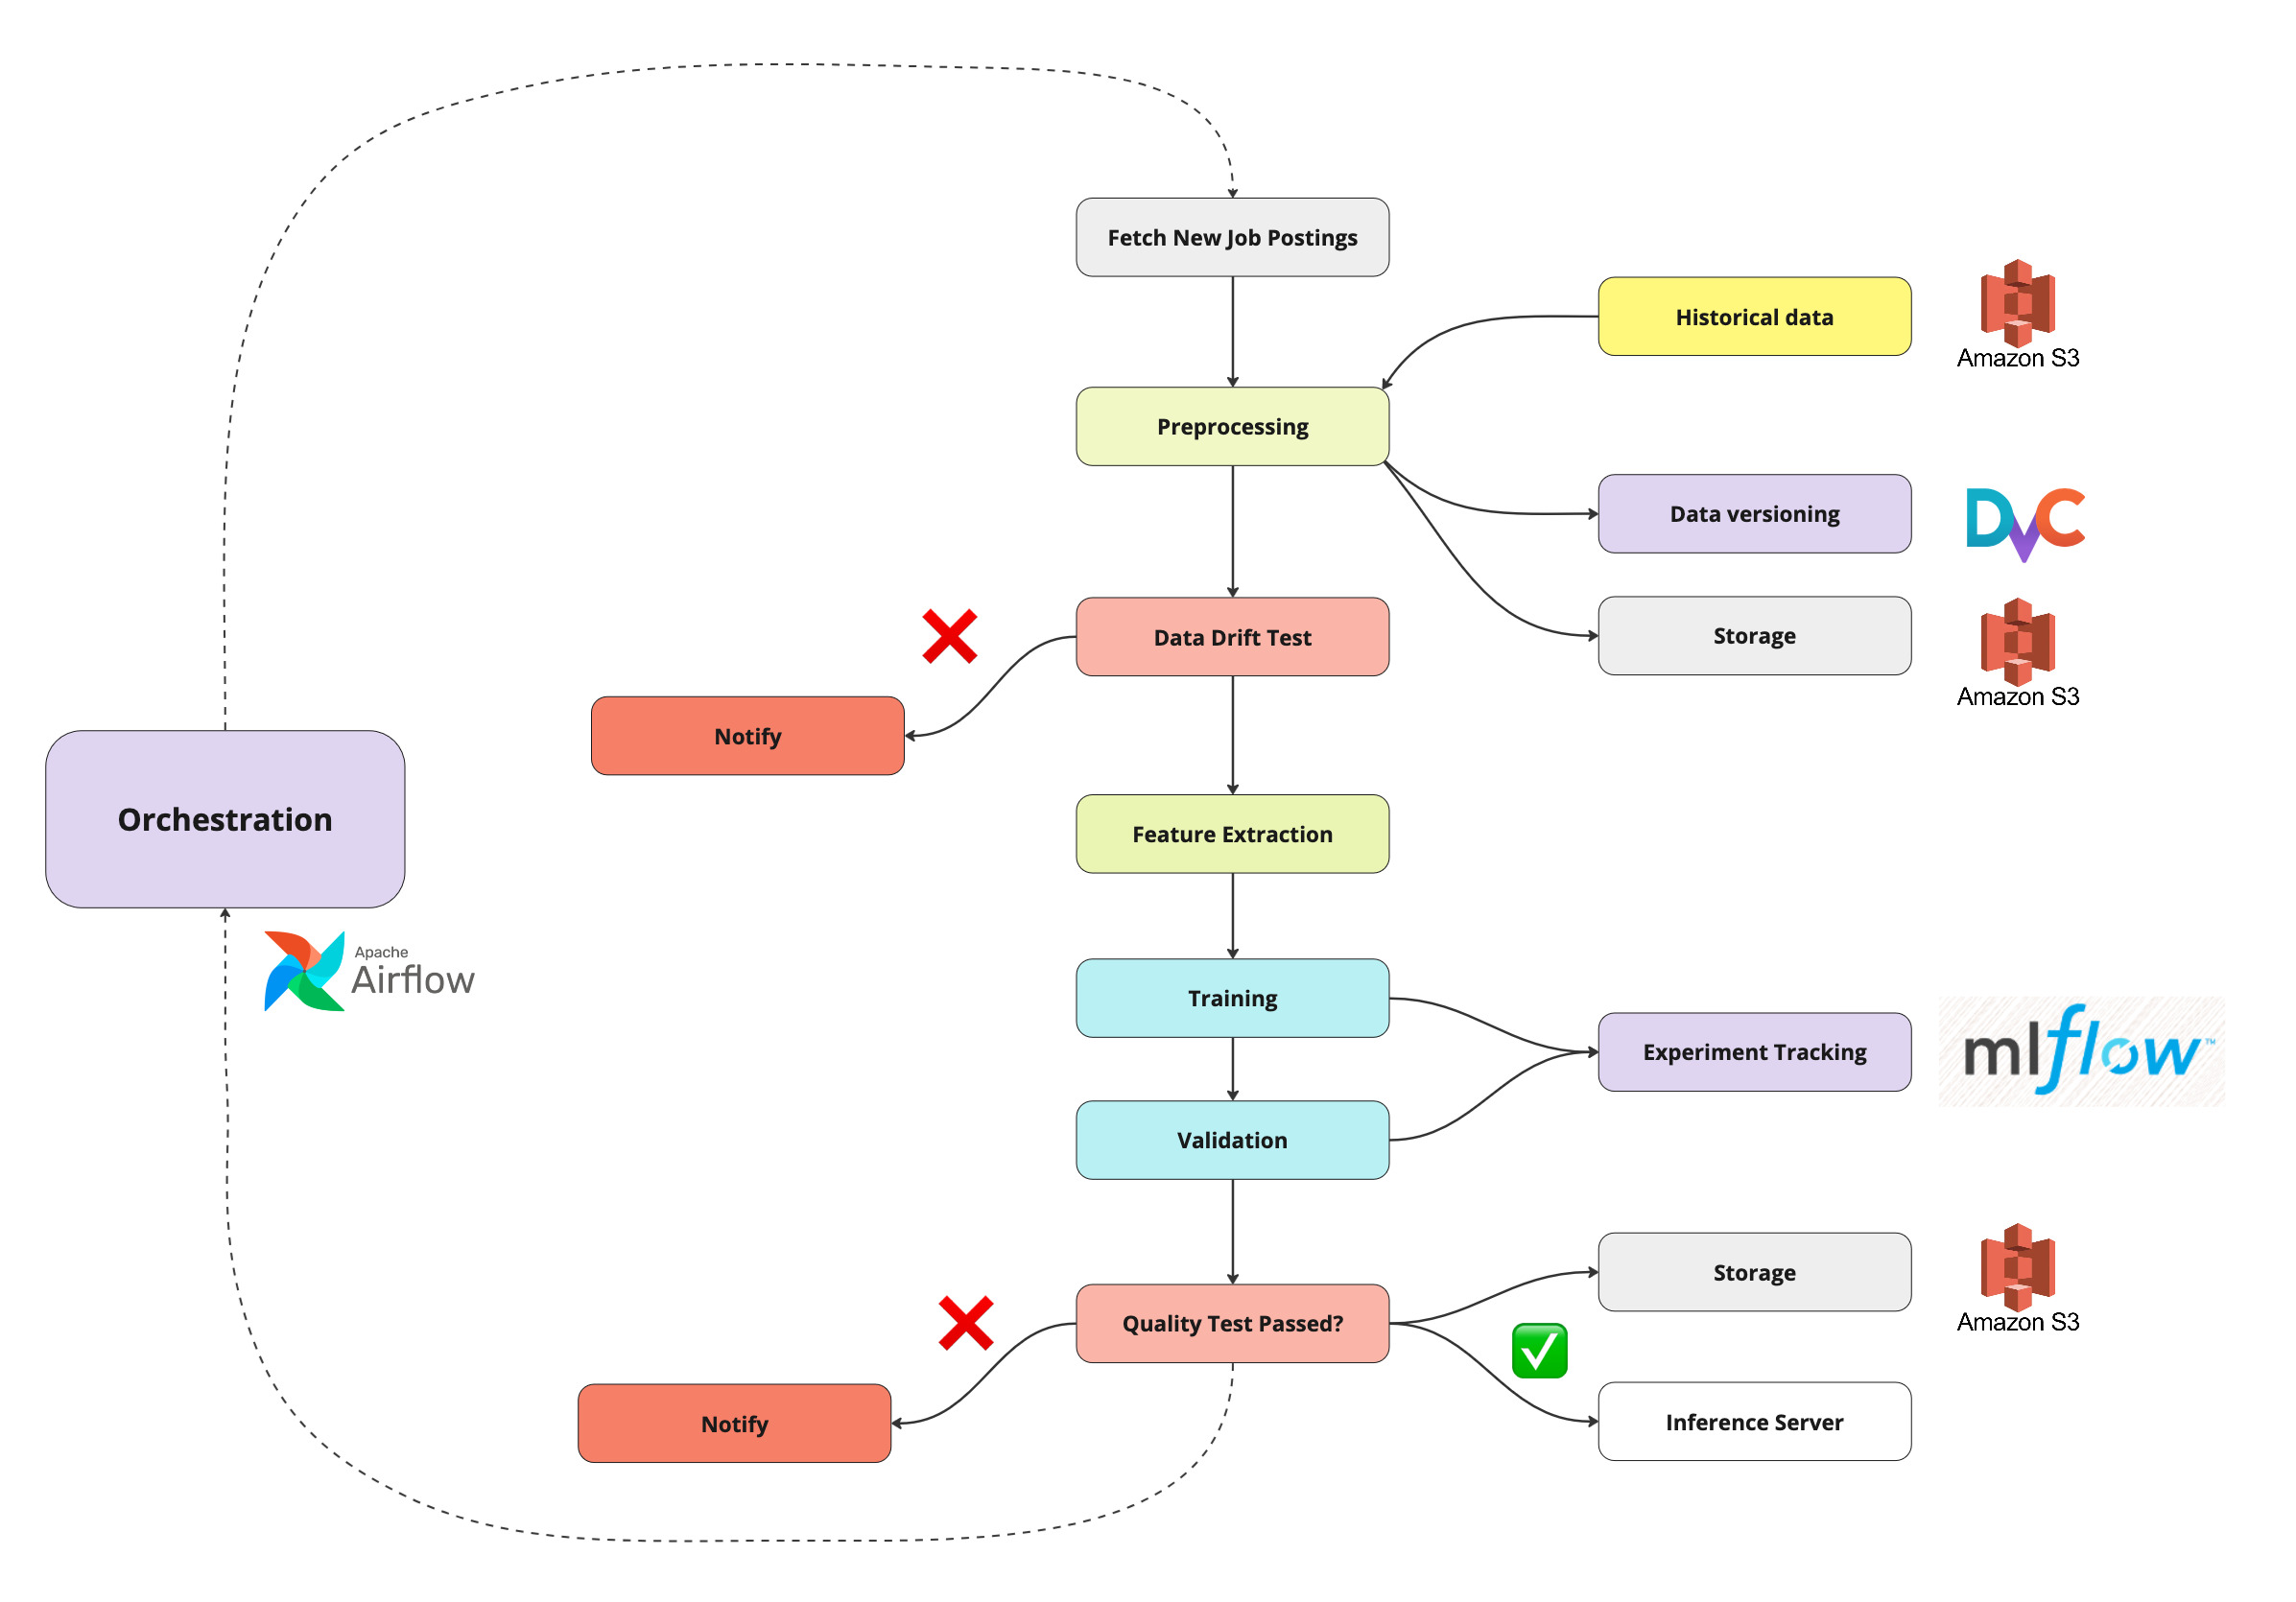 Fetch New Job Postings
Historical data
Amazon S3
Preprocessing
Data versioning
DVC
Data Drift Test
Storage
Amazon S3
Notify
Orchestration
Apache
Airflow
Feature Extraction
Training
Experiment Tracking
mlflow™
Validation
Storage
Amazon S3
Quality Test Passed?
Notify
Inference Server